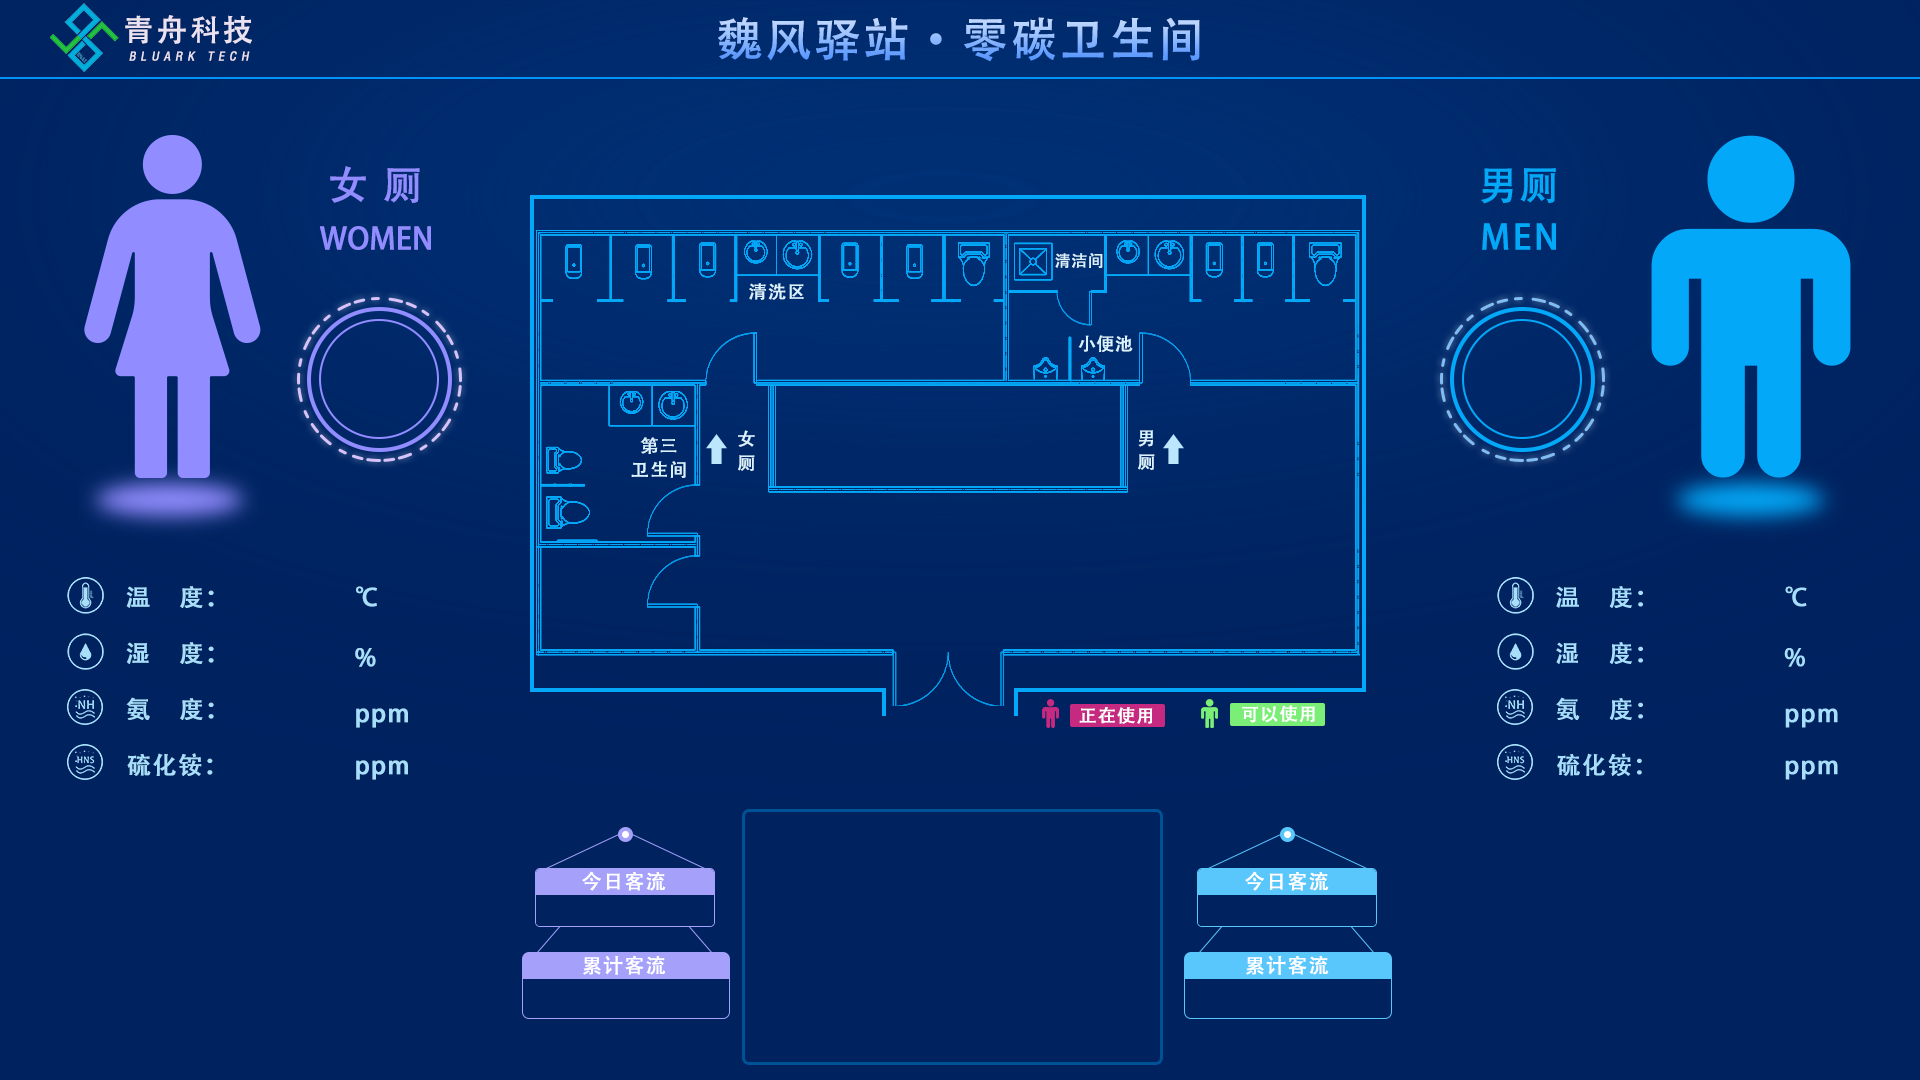 青舟科技
BLUARK TECH
魏风驿站·零碳卫生间
女 厕
WOMEN
男厕
MEN
清洗区
清洁间
小便池
第三
卫生间
女
厕
男
厕
正在使用
可以使用
温 度： ℃
湿 度： %
NH
氨 度： ppm
HNS
硫化铵： ppm
温 度： ℃
湿 度： %
NH
氨 度： ppm
HNS
硫化铵： ppm
今日客流
累计客流
今日客流
累计客流